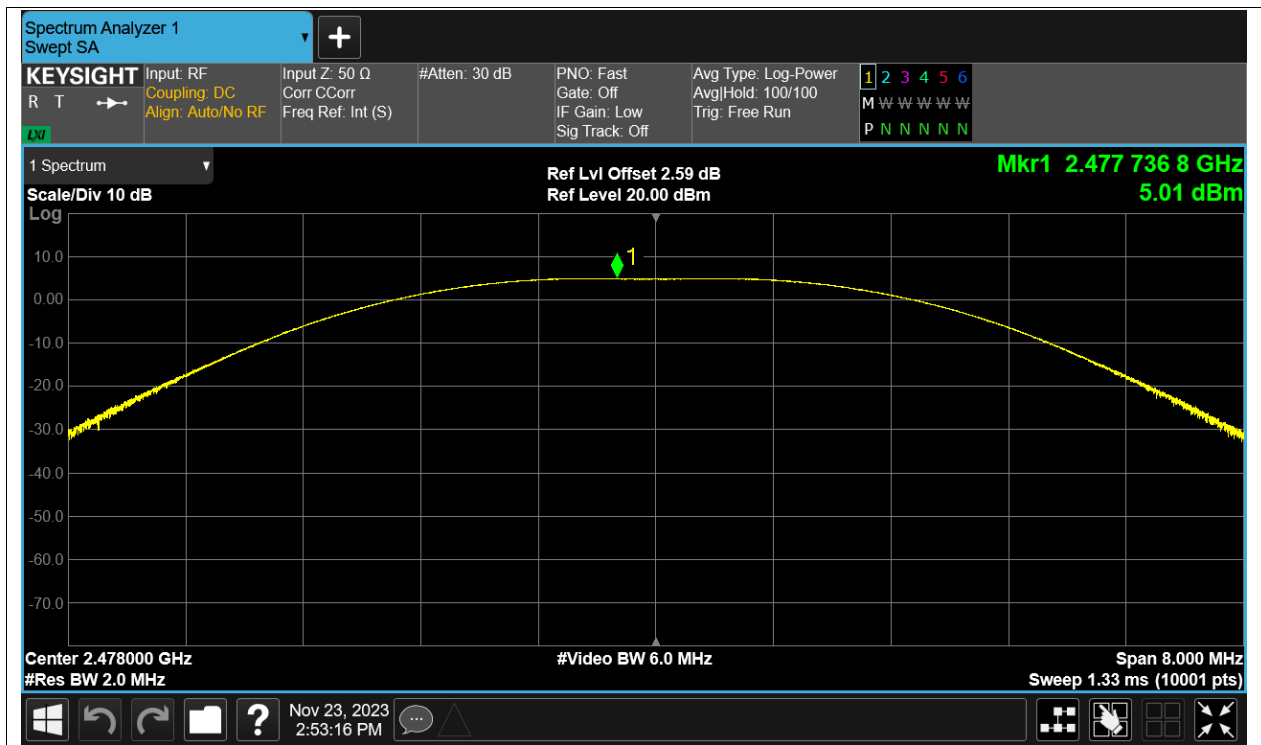 Spectrum Analyzer 1
Swept SA
KEYSIGHT
R T
LXI
Input: RF
Coupling: DC
Align: Auto/No RF
Input Z: 50 Ω
Corr CCorr
Freq Ref: Int (S)
#Atten: 30 dB
PNO: Fast
Gate: Off
IF Gain: Low
Sig Track: Off
Avg Type: Log-Power
Avg|Hold: 100/100
Trig: Free Run
1 2 3 4 5 6
M W W W W W
P N N N N N
1 Spectrum
Scale/Div 10 dB
Log
Ref Lvl Offset 2.59 dB
Ref Level 20.00 dBm
Mkr1 2.477 736 8 GHz
5.01 dBm
1
10.0
0.00
-10.0
-20.0
-30.0
-40.0
-50.0
-60.0
-70.0
Center 2.478000 GHz
#Res BW 2.0 MHz
#Video BW 6.0 MHz
Span 8.000 MHz
Sweep 1.33 ms (10001 pts)
?
Nov 23, 2023
2:53:16 PM